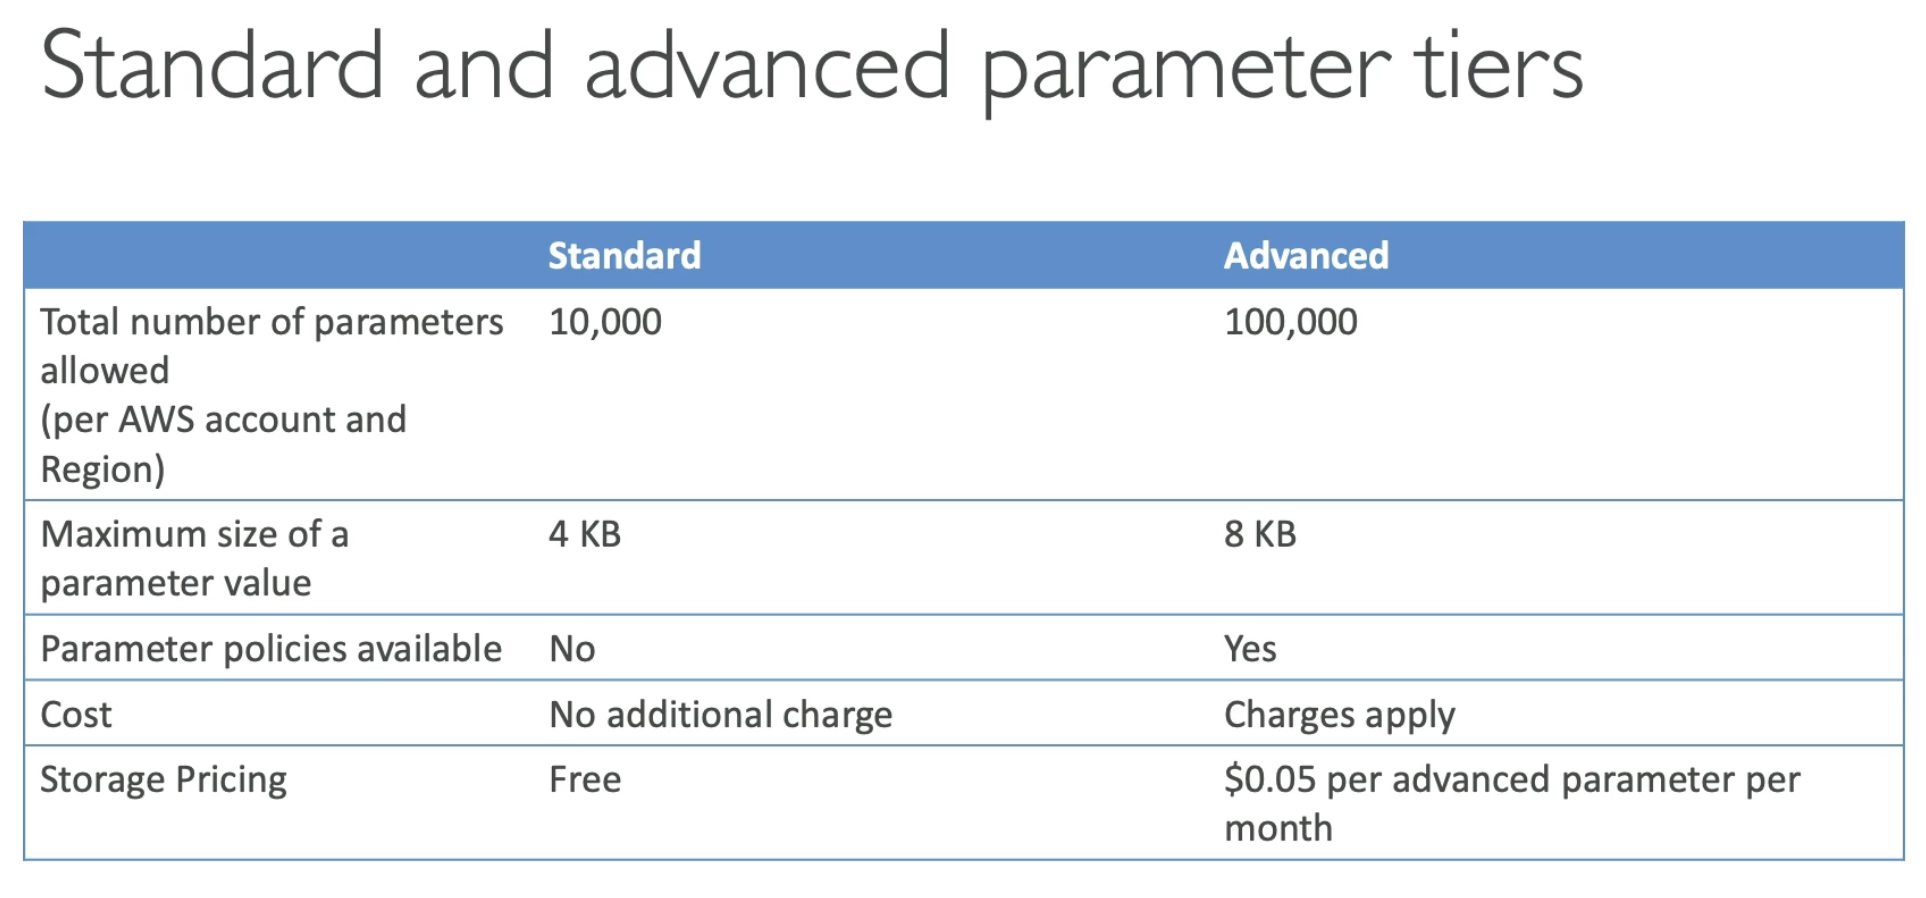 Standard and advanced parameter tiers
Standard Advanced
Total number of parameters 10,000 100,000
allowed
(per AWS account and
Region)
Maximum size of a 4 KB 8 KB
parameter value
Parameter policies available No Yes
Cost No additional charge Charges apply
Storage Pricing Free $0.05 per advanced parameter per
month